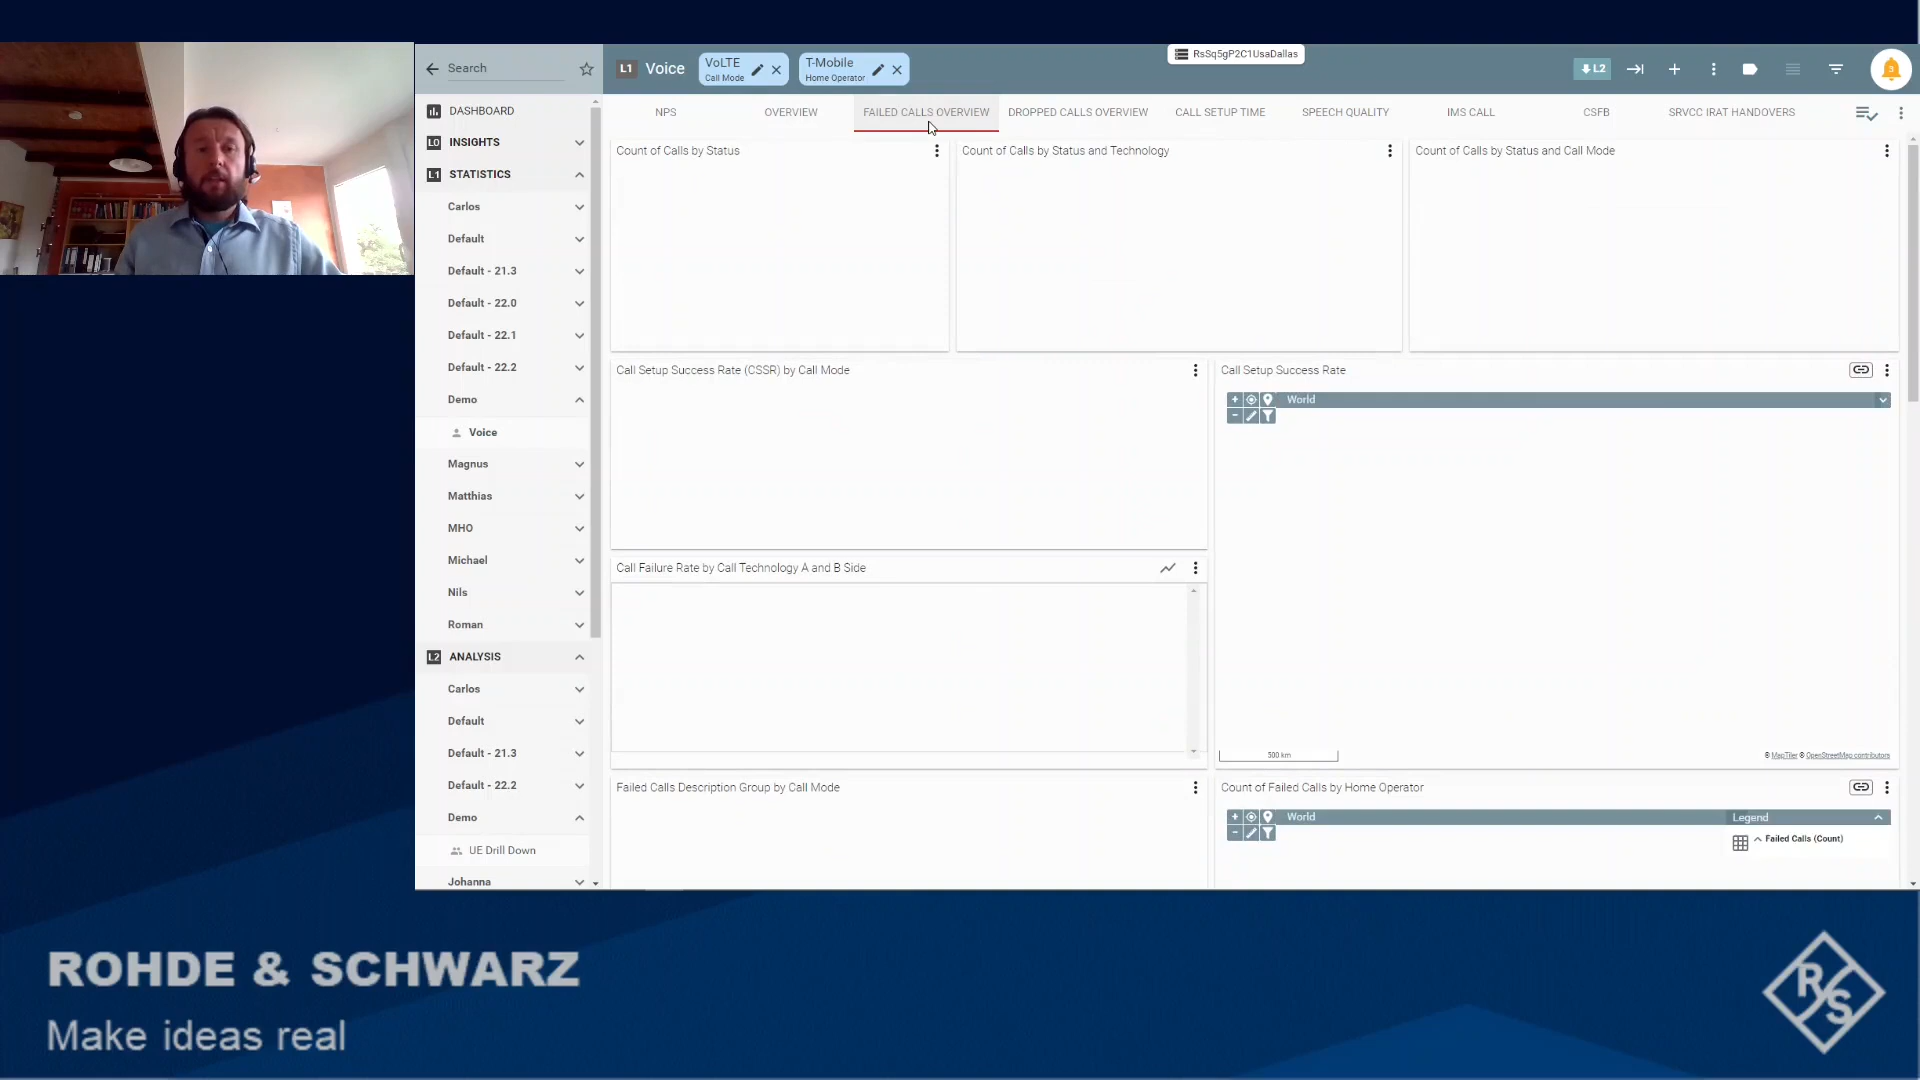 Search
L1 Voice
VoLTE
Call Mode
T-Mobile
Home Operator
RsSq5gP2C1UsaDallas
L2
3
DASHBOARD
L0 INSIGHTS
L1 STATISTICS
Carlos
Default
Default - 21.3
Default - 22.0
Default - 22.1
Default - 22.2
Demo
Voice
Magnus
Matthias
MHO
Michael
Nils
Roman
L2 ANALYSIS
Carlos
Default
Default - 21.3
Default - 22.2
Demo
UE Drill Down
Johanna
NPS
OVERVIEW
FAILED CALLS OVERVIEW
DROPPED CALLS OVERVIEW
CALL SETUP TIME
SPEECH QUALITY
IMS CALL
CSFB
SRVCC IRAT HANDOVERS
Count of Calls by Status
Count of Calls by Status and Technology
Count of Calls by Status and Call Mode
Call Setup Success Rate (CSSR) by Call Mode
Call Setup Success Rate
World
Call Failure Rate by Call Technology A and B Side
500 km
© MapTiler © OpenStreetMap contributors
Failed Calls Description Group by Call Mode
Count of Failed Calls by Home Operator
World
Legend
Failed Calls (Count)
ROHDE & SCHWARZ
Make ideas real
R S